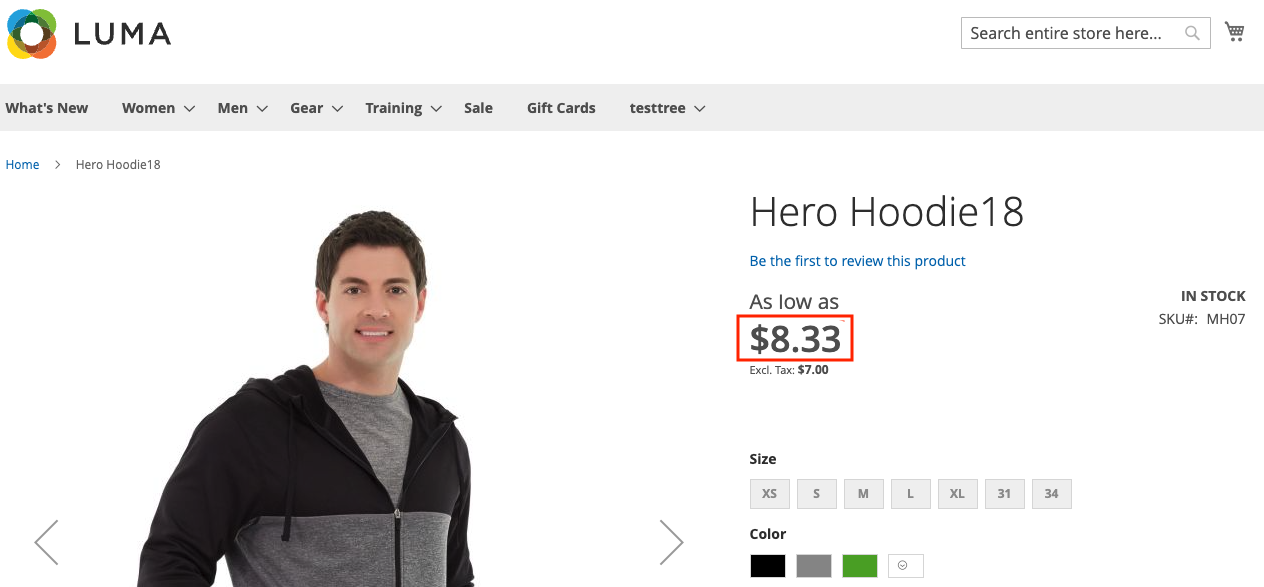 LUMA
Search entire store here...
What's New Women Men Gear Training Sale Gift Cards testtree
Home Hero Hoodie18
Hero Hoodie18
Be the first to review this product
As low as
IN STOCK
$8.33
SKU#: MH07
Excl. Tax: $7.00
Size
XS S M L XL 31 34
Color